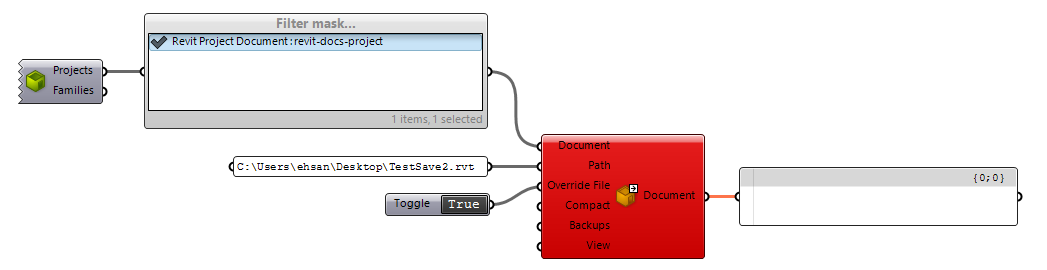 Filter mask...
Revit Project Document:revit-docs-project
1 items, 1 selected
Projects
Families
C:\Users\ehsan\Desktop\TestSave2.rvt
Toggle True
Document
Path
Override File
Compact
Backups
View
Document
{0;0}